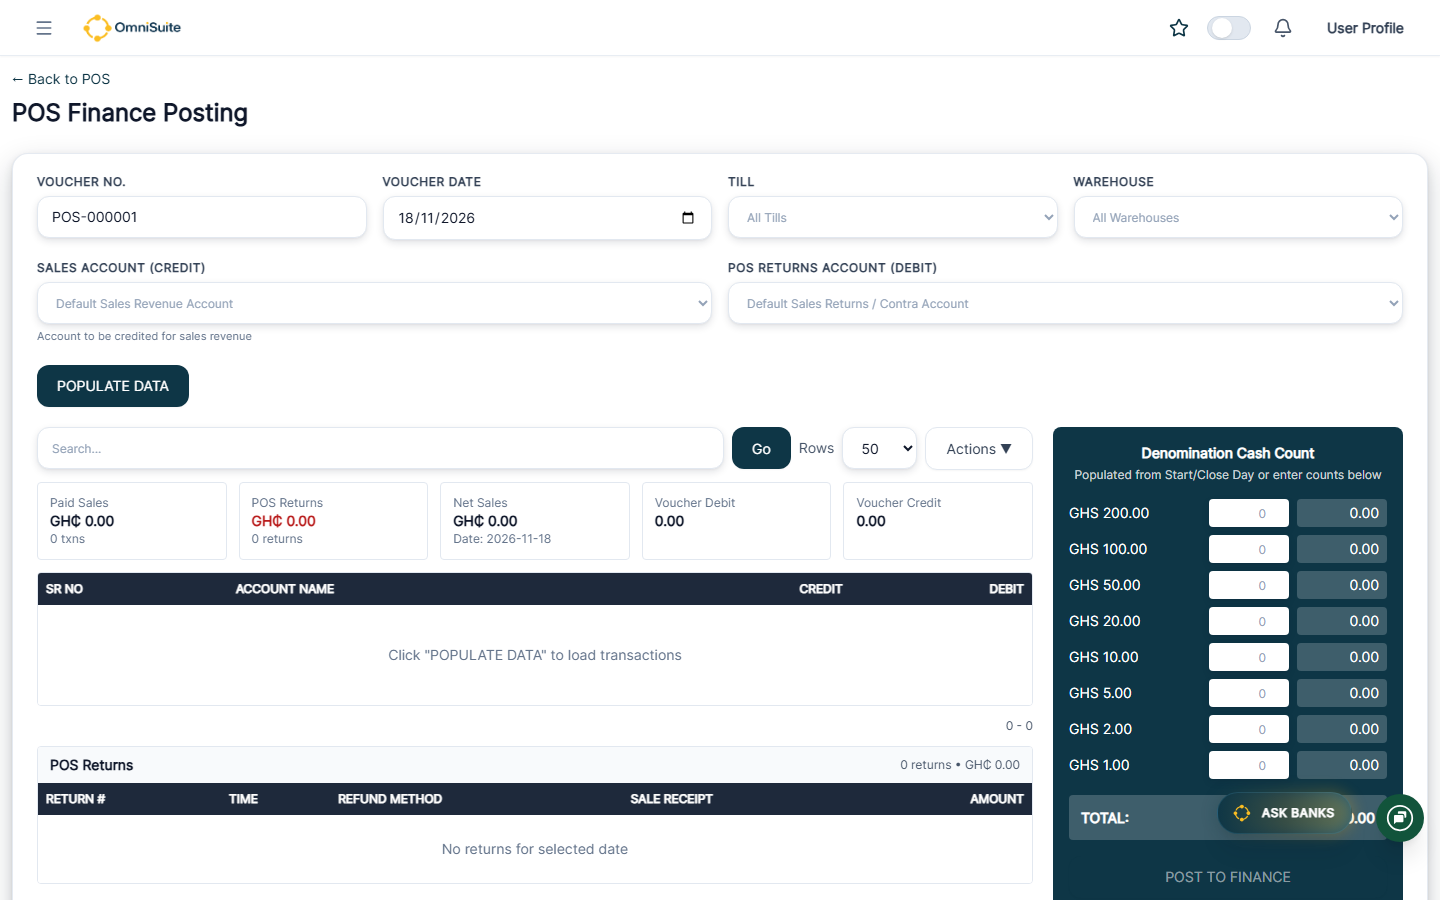 OmniSuite
User Profile
← Back to POS
POS Finance Posting
VOUCHER NO.
VOUCHER DATE
TILL
WAREHOUSE
POS-000001
18/11/2026
All Tills
All Warehouses
SALES ACCOUNT (CREDIT)
POS RETURNS ACCOUNT (DEBIT)
Default Sales Revenue Account
Default Sales Returns / Contra Account
Account to be credited for sales revenue
POPULATE DATA
Search...
Go
Rows
50
Actions ▼
Paid Sales
GH₵ 0.00
0 txns
POS Returns
GH₵ 0.00
0 returns
Net Sales
GH₵ 0.00
Date: 2026-11-18
Voucher Debit
0.00
Voucher Credit
0.00
SR NO ACCOUNT NAME CREDIT DEBIT
Click "POPULATE DATA" to load transactions
0 - 0
POS Returns
0 returns • GH₵ 0.00
RETURN # TIME REFUND METHOD SALE RECEIPT AMOUNT
No returns for selected date
Denomination Cash Count
Populated from Start/Close Day or enter counts below
GHS 200.00 0 0.00
GHS 100.00 0 0.00
GHS 50.00 0 0.00
GHS 20.00 0 0.00
GHS 10.00 0 0.00
GHS 5.00 0 0.00
GHS 2.00 0 0.00
GHS 1.00 0 0.00
TOTAL:
ASK BANKS
POST TO FINANCE